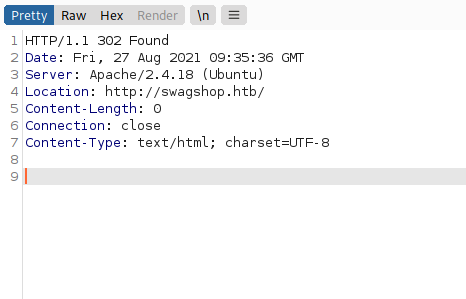 Pretty Raw Hex Render \n ≡
1 HTTP/1.1 302 Found
2 Date: Fri, 27 Aug 2021 09:35:36 GMT
3 Server: Apache/2.4.18 (Ubuntu)
4 Location: http://swagshop.htb/
5 Content-Length: 0
6 Connection: close
7 Content-Type: text/html; charset=UTF-8
8
9